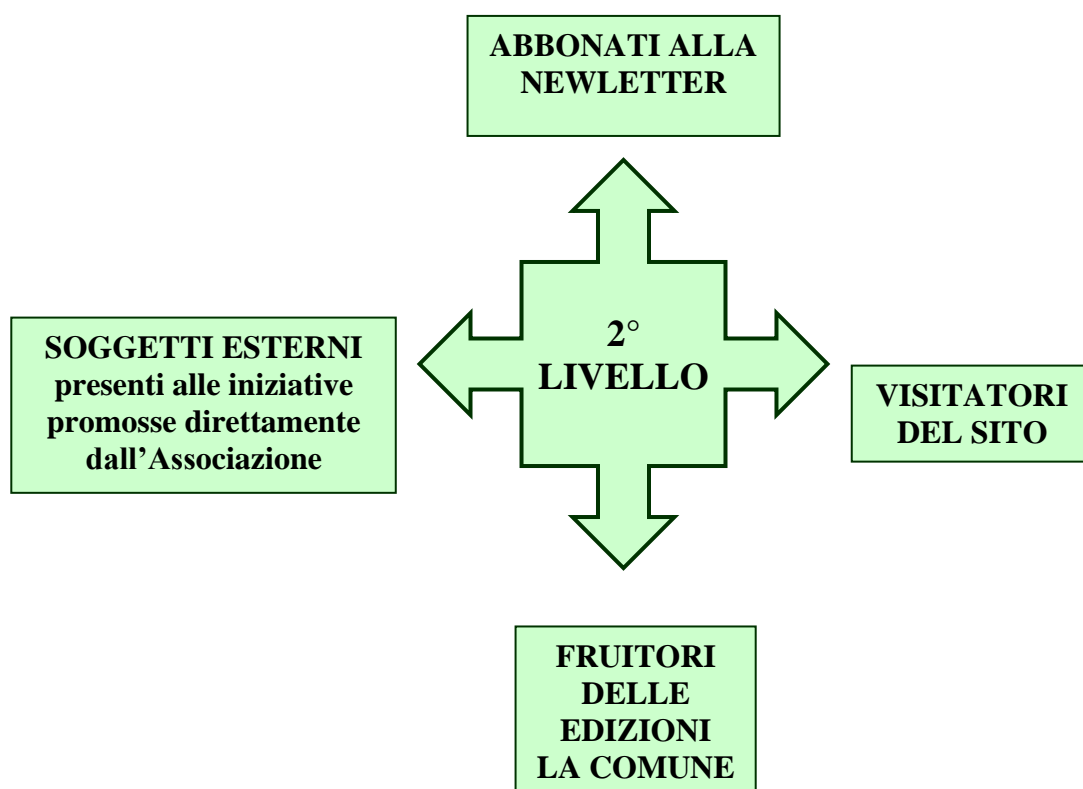 ABBONATI ALLA
NEWLETTER
2°
LIVELLO
SOGGETTI ESTERNI
presenti alle iniziative
promosse direttamente
dall’Associazione
VISITATORI
DEL SITO
FRUITORI
DELLE
EDIZIONI
LA COMUNE